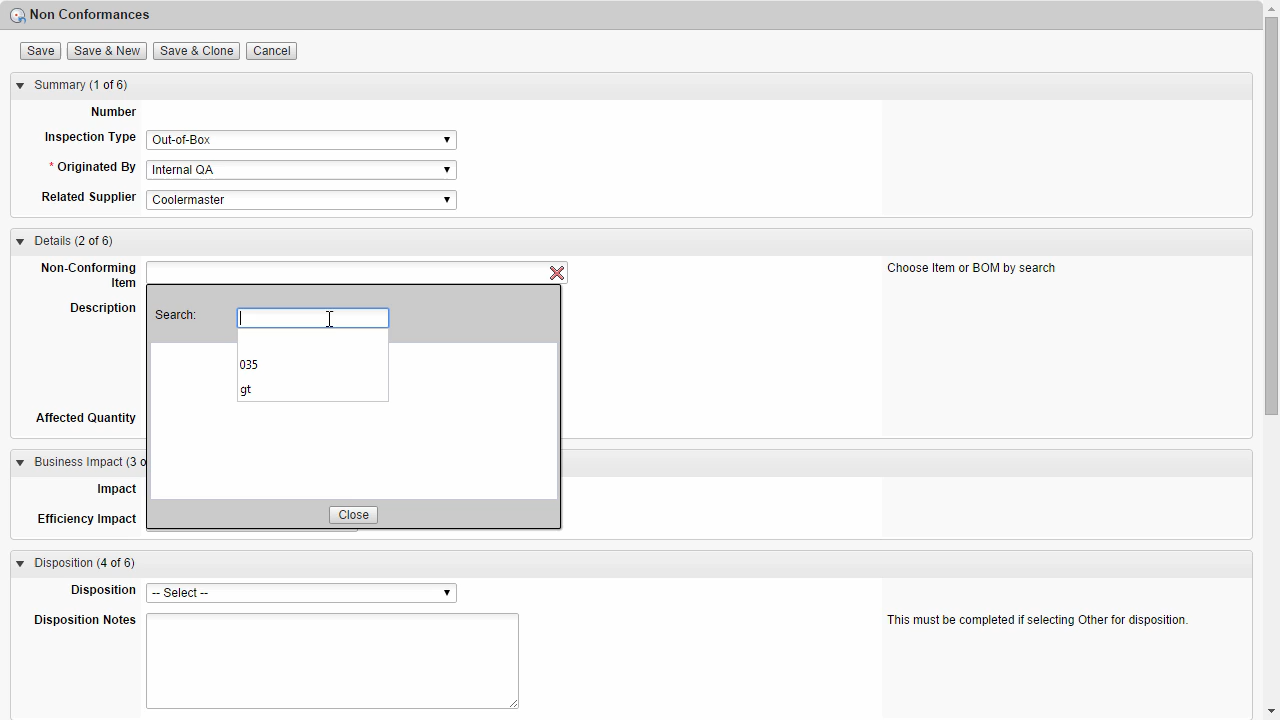 Non Conformances
Save Save & New Save & Clone Cancel
Summary (1 of 6)
Number
Inspection Type Out-of-Box
* Originated By Internal QA
Related Supplier Coolermaster
Details (2 of 6)
Non-Conforming Item Choose Item or BOM by search
Search:
Description
035
gt
Affected Quantity
Business Impact (3 o
Impact
Close
Efficiency Impact
Disposition (4 of 6)
Disposition -- Select --
Disposition Notes This must be completed if selecting Other for disposition.